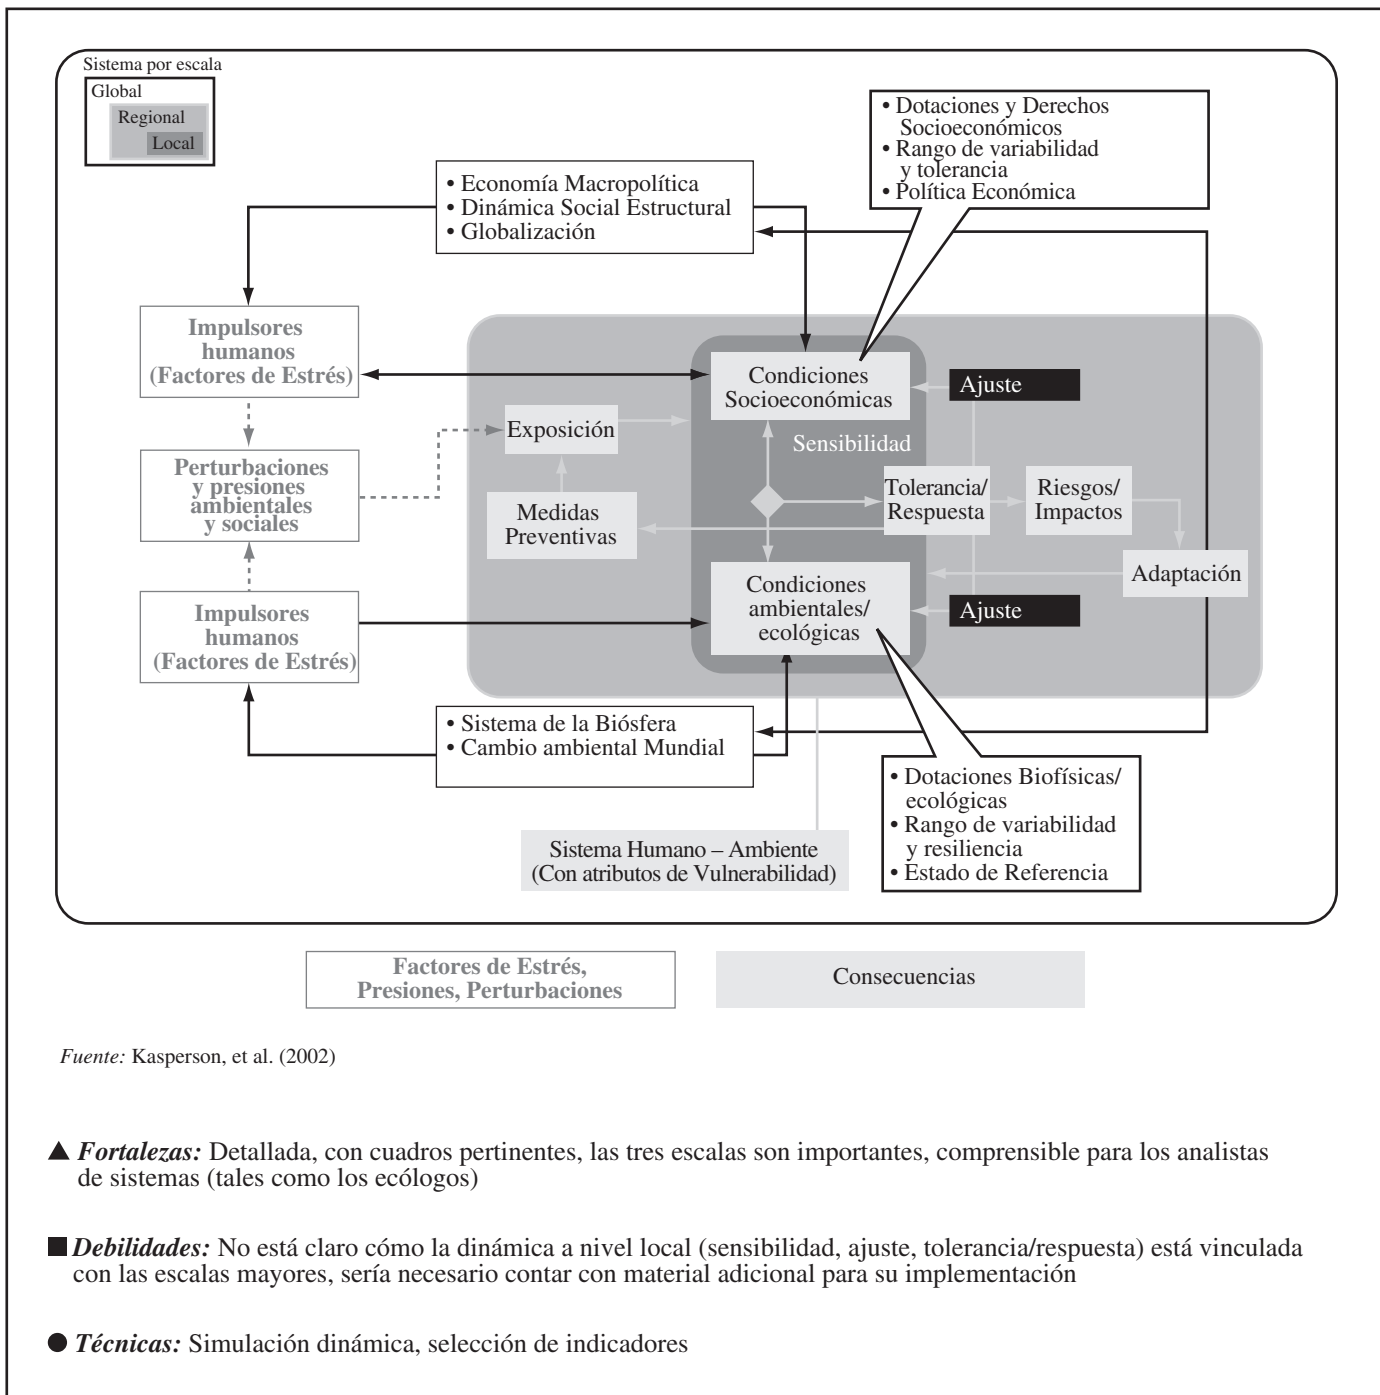 Sistema por escala
Global
Regional
Local
• Dotaciones y Derechos
Socioeconómicos
• Rango de variabilidad
y tolerancia
• Política Económica
• Economía Macropolítica
• Dinámica Social Estructural
• Globalización
Impulsores
humanos
(Factores de Estrés)
Condiciones
Socioeconómicas
Ajuste
Exposición
Sensibilidad
Perturbaciones
y presiones
ambientales
y sociales
Medidas
Preventivas
Tolerancia/
Respuesta
Riesgos/
Impactos
Adaptación
Condiciones
ambientales/
ecológicas
Ajuste
Impulsores
humanos
(Factores de Estrés)
• Sistema de la Biósfera
• Cambio ambiental Mundial
• Dotaciones Biofísicas/
ecológicas
• Rango de variabilidad
y resiliencia
• Estado de Referencia
Sistema Humano – Ambiente
(Con atributos de Vulnerabilidad)
Factores de Estrés,
Presiones, Perturbaciones
Consecuencias
Fuente: Kasperson, et al. (2002)
▲ Fortalezas: Detallada, con cuadros pertinentes, las tres escalas son importantes, comprensible para los analistas
de sistemas (tales como los ecólogos)
■ Debilidades: No está claro cómo la dinámica a nivel local (sensibilidad, ajuste, tolerancia/respuesta) está vinculada
con las escalas mayores, sería necesario contar con material adicional para su implementación
● Técnicas: Simulación dinámica, selección de indicadores